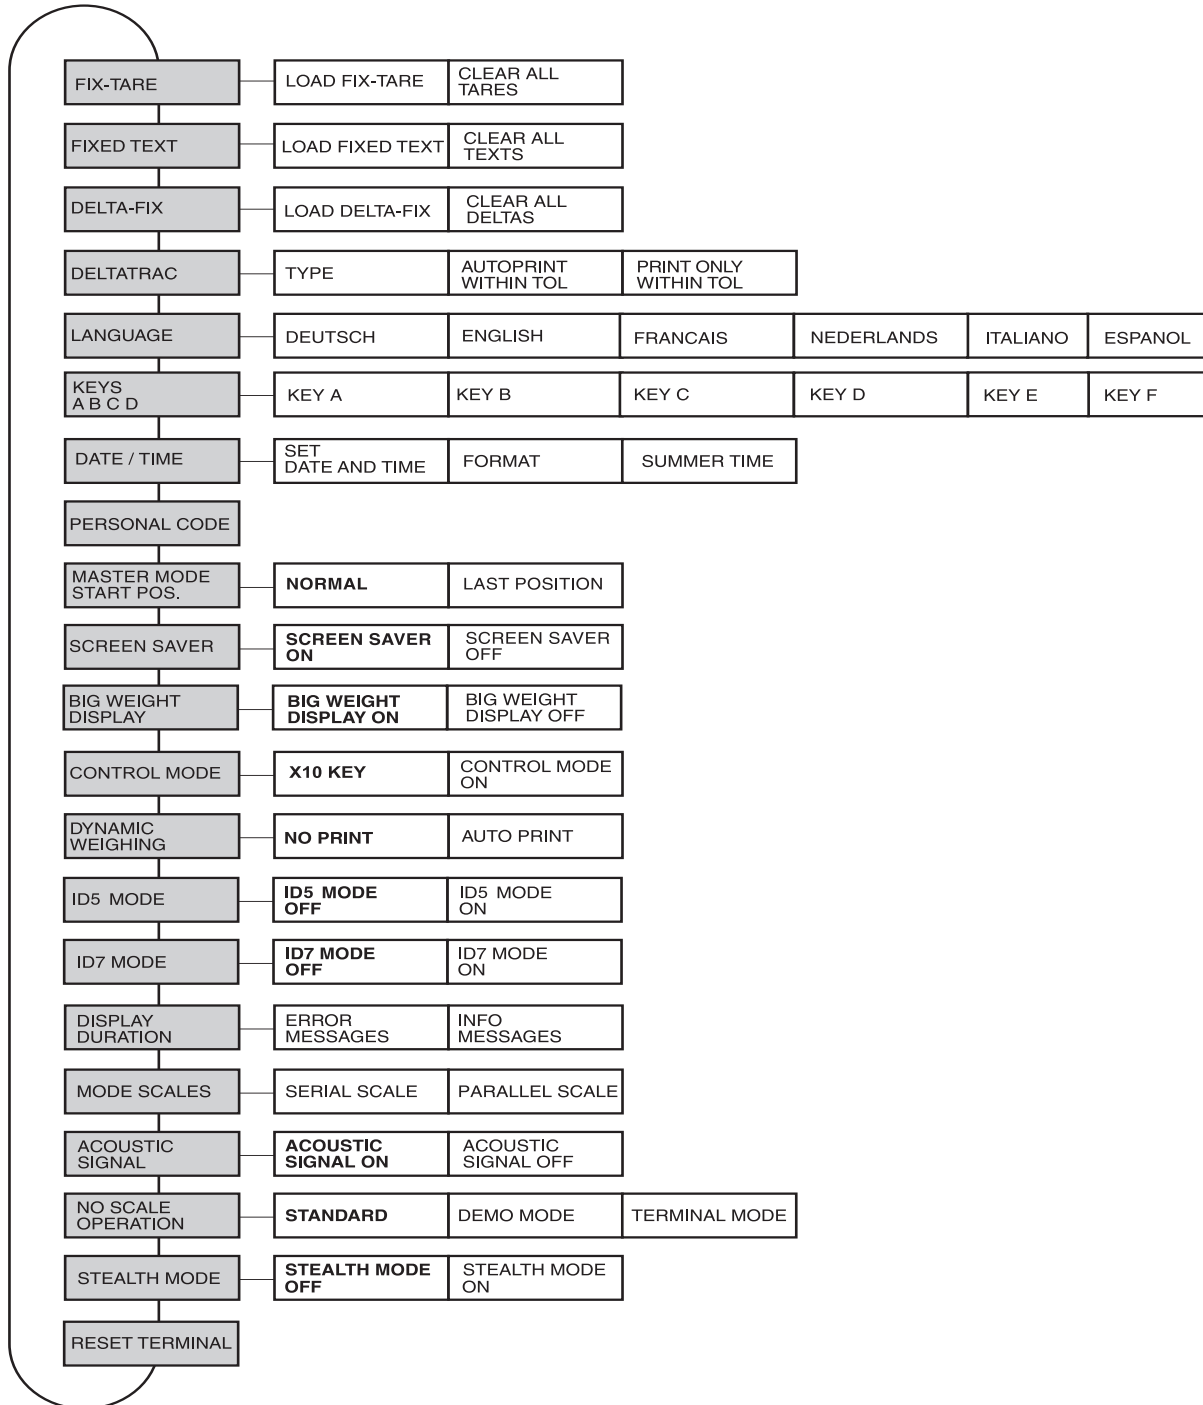 FIX-TARE
LOAD FIX-TARE
CLEAR ALL
TARES
FIXED TEXT
LOAD FIXED TEXT
CLEAR ALL
TEXTS
DELTA-FIX
LOAD DELTA-FIX
CLEAR ALL
DELTAS
DELTATRAC
TYPE
AUTOPRINT
WITHIN TOL
PRINT ONLY
WITHIN TOL
LANGUAGE
DEUTSCH
ENGLISH
FRANCAIS
NEDERLANDS
ITALIANO
ESPANOL
KEYS
A B C D
KEY A
KEY B
KEY C
KEY D
KEY E
KEY F
DATE / TIME
SET
DATE AND TIME
FORMAT
SUMMER TIME
PERSONAL CODE
MASTER MODE
START POS.
NORMAL
LAST POSITION
SCREEN SAVER
SCREEN SAVER
ON
SCREEN SAVER
OFF
BIG WEIGHT
DISPLAY
BIG WEIGHT
DISPLAY ON
BIG WEIGHT
DISPLAY OFF
CONTROL MODE
X10 KEY
CONTROL MODE
ON
DYNAMIC
WEIGHING
NO PRINT
AUTO PRINT
ID5 MODE
ID5 MODE
OFF
ID5 MODE
ON
ID7 MODE
ID7 MODE
OFF
ID7 MODE
ON
DISPLAY
DURATION
ERROR
MESSAGES
INFO
MESSAGES
MODE SCALES
SERIAL SCALE
PARALLEL SCALE
ACOUSTIC
SIGNAL
ACOUSTIC
SIGNAL ON
ACOUSTIC
SIGNAL OFF
NO SCALE
OPERATION
STANDARD
DEMO MODE
TERMINAL MODE
STEALTH MODE
STEALTH MODE
OFF
STEALTH MODE
ON
RESET TERMINAL